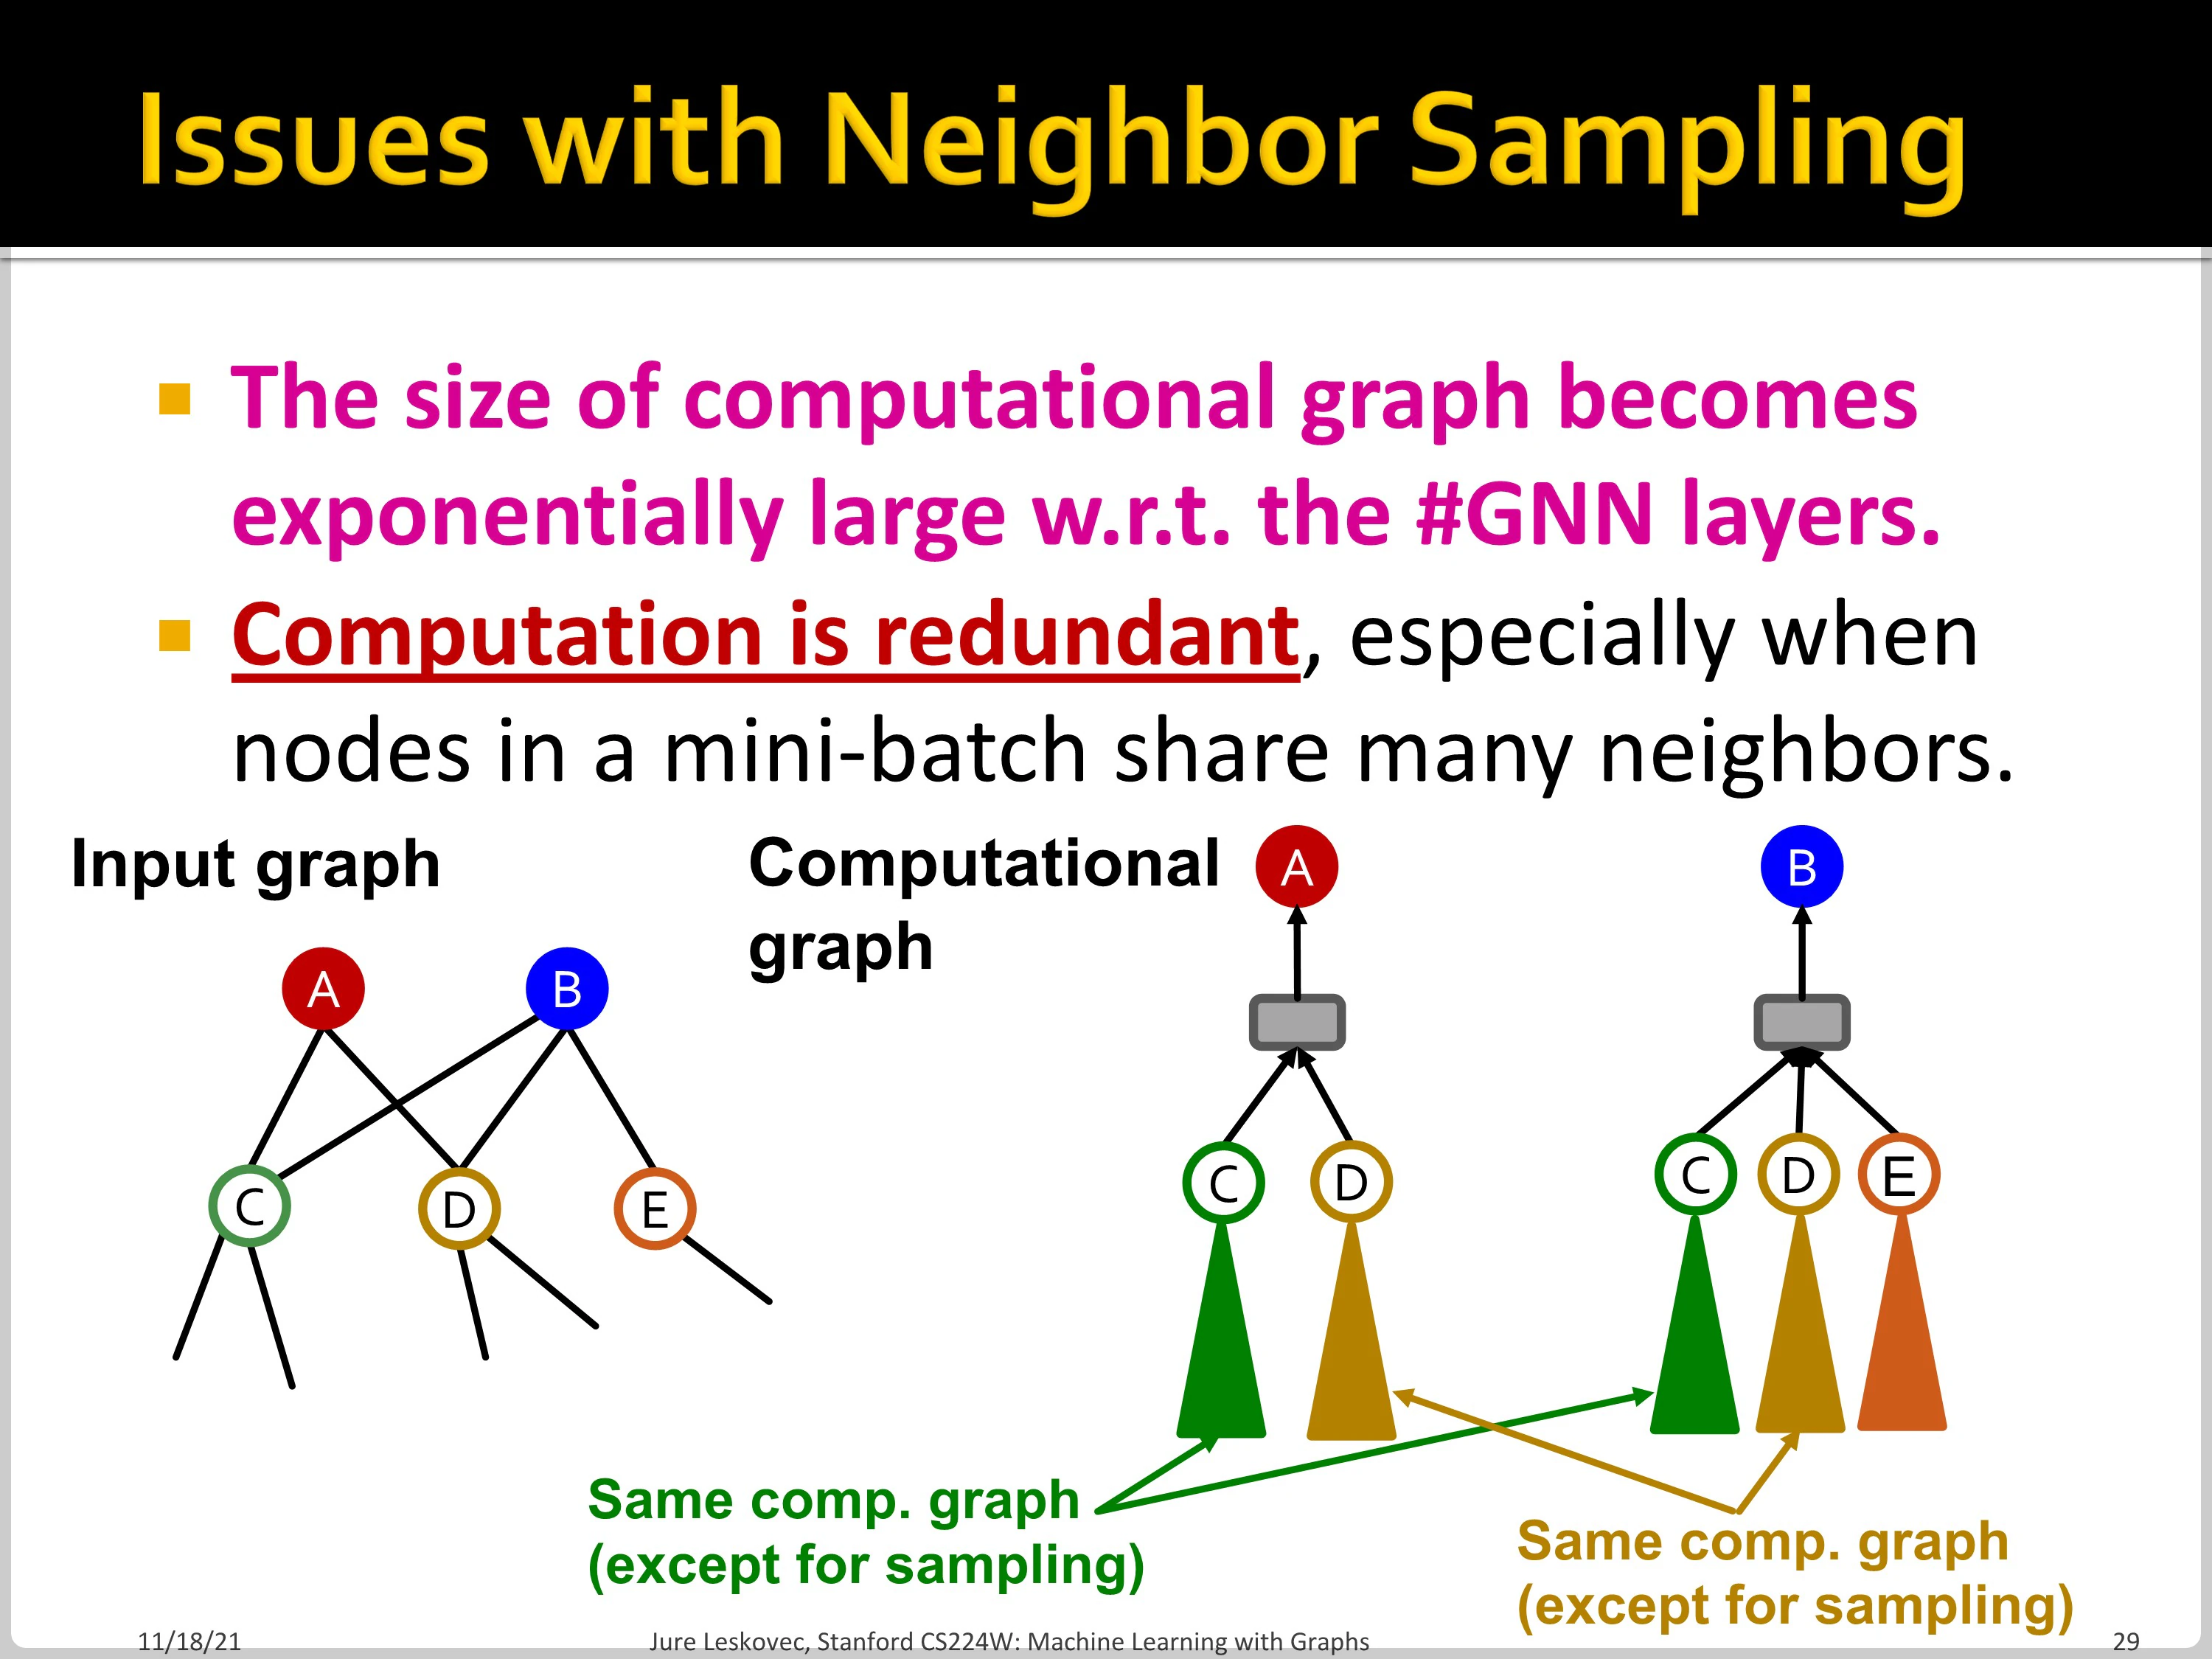 Issues with Neighbor Sampling
The size of computational graph becomes
exponentially large w.r.t. the #GNN layers.
Computation is redundant, especially when
nodes in a mini-batch share many neighbors.
Input graph
A
B
C
D
E
Computational
graph
A
B
C
D
C
D
E
Same comp. graph
(except for sampling)
Same comp. graph
(except for sampling)
11/18/21
Jure Leskovec, Stanford CS224W: Machine Learning with Graphs
29